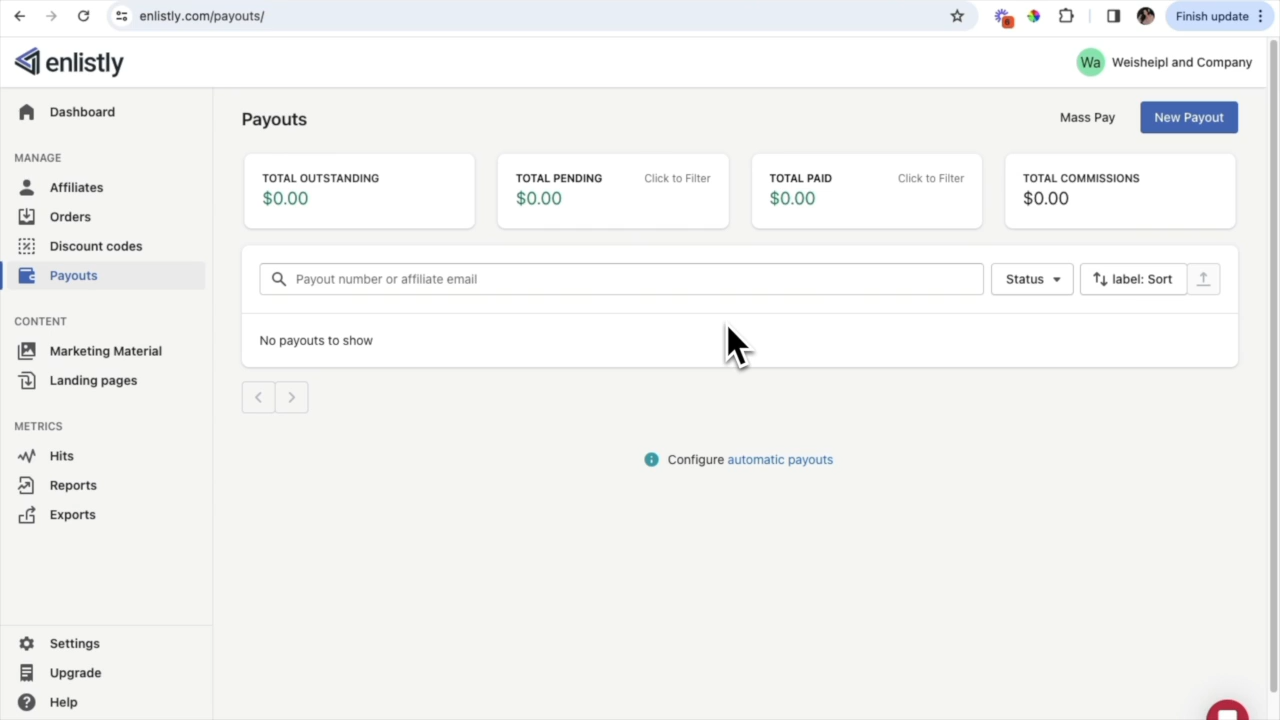 enlistly.com/payouts/
6
Finish update
enlistly
Wa
Weisheipl and Company
Dashboard
MANAGE
Affiliates
Orders
Discount codes
Payouts
CONTENT
Marketing Material
Landing pages
METRICS
Hits
Reports
Exports
Settings
Upgrade
Help
Payouts
Mass Pay
New Payout
TOTAL OUTSTANDING
$0.00
TOTAL PENDING
Click to Filter
$0.00
TOTAL PAID
Click to Filter
$0.00
TOTAL COMMISSIONS
$0.00
Payout number or affiliate email
Status
label: Sort
No payouts to show
Configure automatic payouts